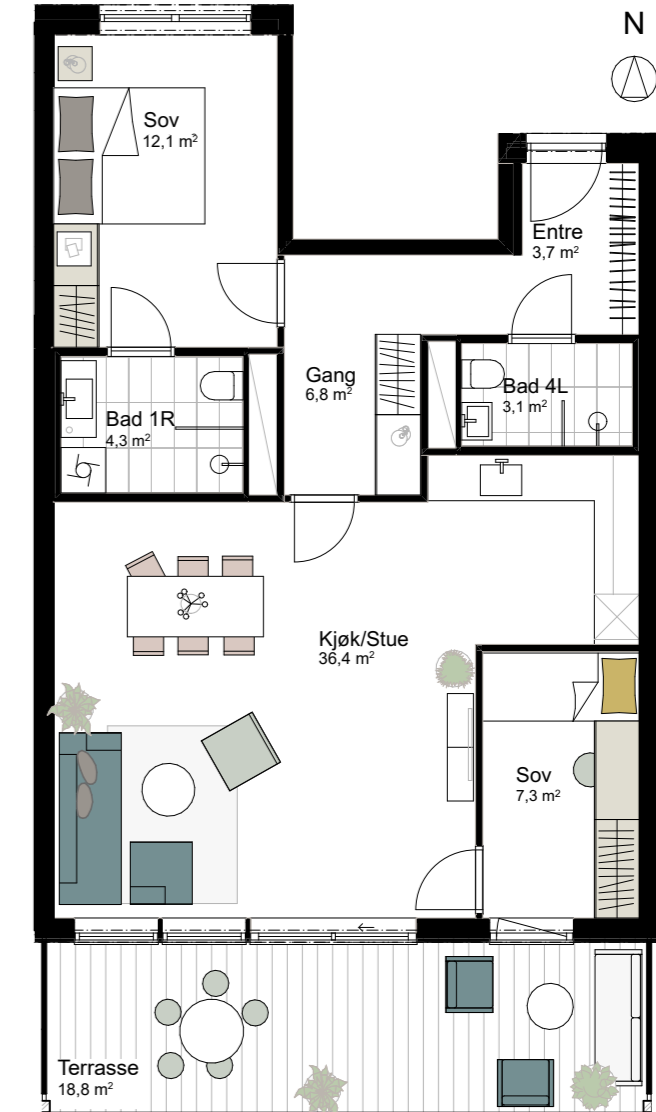 N
Sov
12,1 m²
Entre
3,7 m²
Gang
6,8 m²
Bad 4L
3,1 m²
Bad 1R
4,3 m²
Kjøk/Stue
36,4 m²
Sov
7,3 m²
Terrasse
18,8 m²